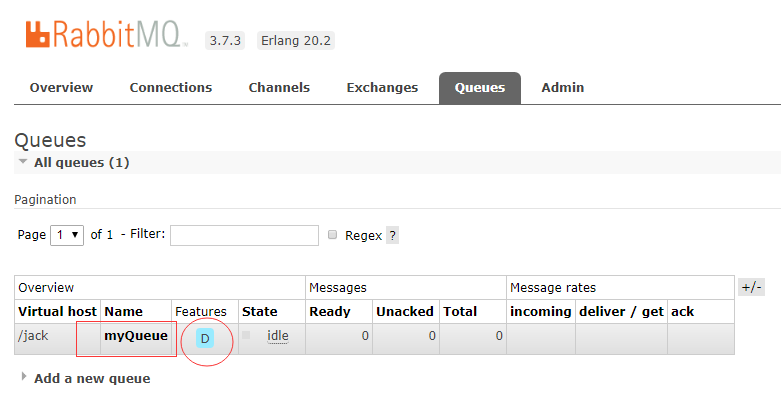 RabbitMQ™ 3.7.3 Erlang 20.2
Overview Connections Channels Exchanges Queues Admin
Queues
All queues (1)
Pagination
Page 1 of 1 - Filter: Regex ?
Overview Messages Message rates +/-
Virtual host Name Features State Ready Unacked Total incoming deliver / get ack
/jack myQueue D idle 0 0 0
Add a new queue